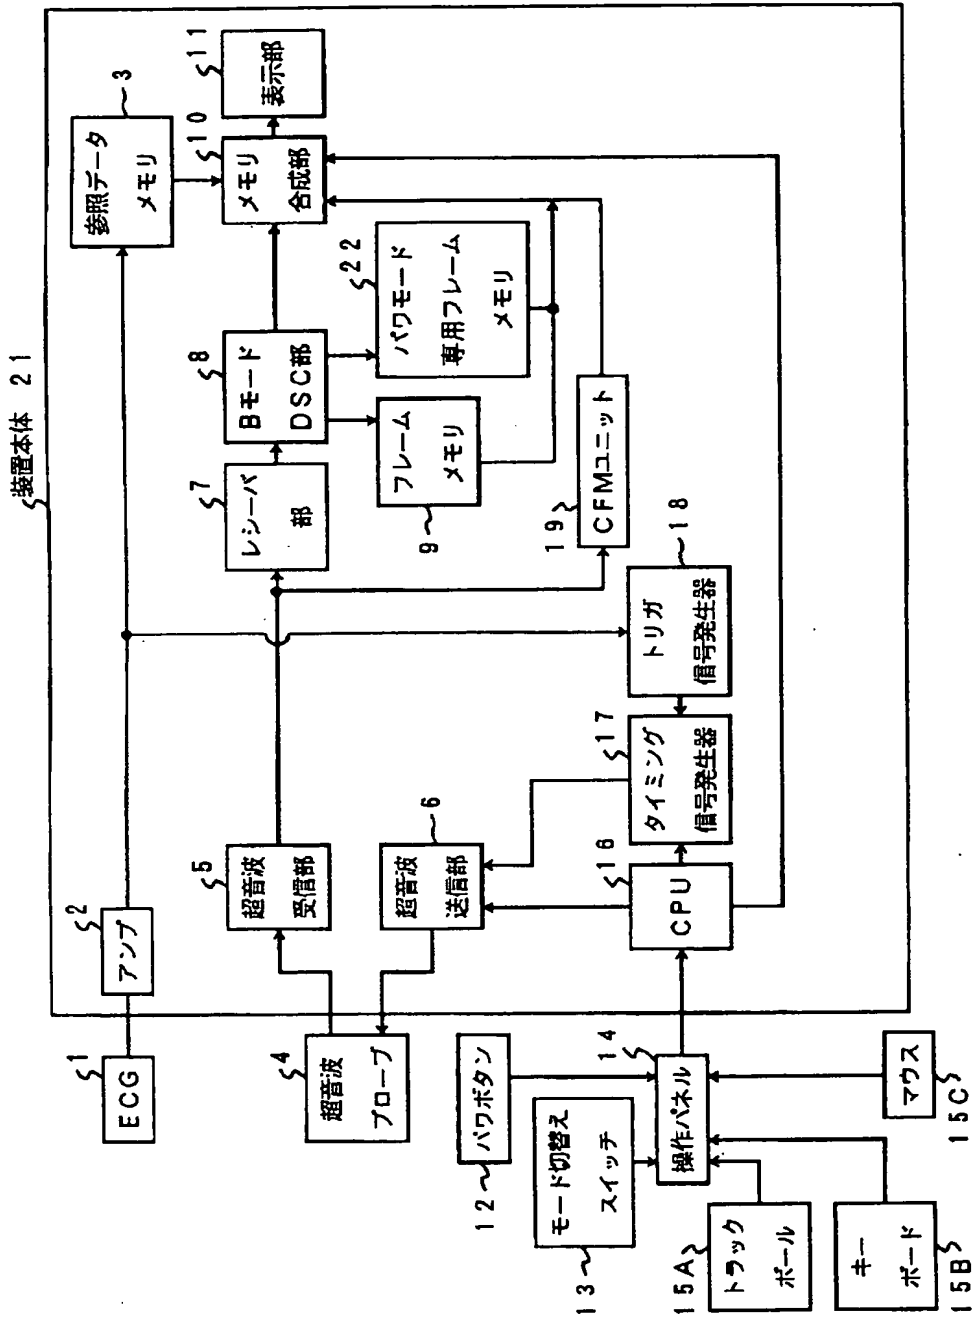 装置本体 21
1
ECG
2
アンプ
3
参照データ
メモリ
4
超音波
プローブ
5
超音波
受信部
6
超音波
送信部
7
レシーバ
部
8
Bモード
DSC部
9
フレーム
メモリ
22
パワモード
専用フレーム
メモリ
10
メモリ
合成部
11
表示部
12
パワボタン
13
モード切替え
スイッチ
14
操作パネル
15A
トラック
ボール
15B
キー
ボード
15C
マウス
16
CPU
17
タイミング
信号発生器
18
トリガ
信号発生器
19
CFMユニット